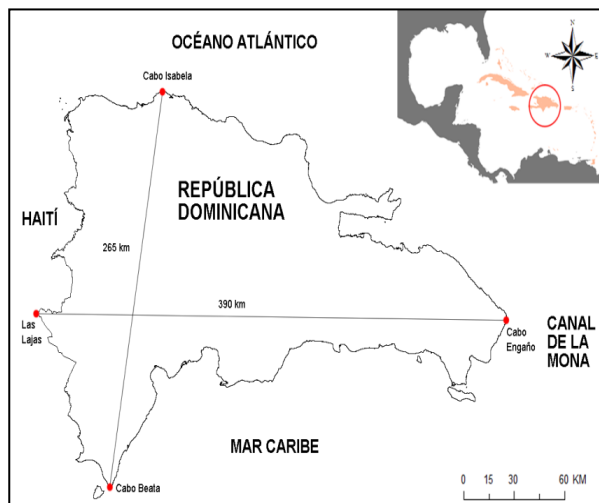 OCÉANO ATLÁNTICO
N
W
E
S
Cabo Isabela
REPÚBLICA
DOMINICANA
HAITÍ
265 km
390 km
Las
Lajas
Cabo
Engaño
CANAL
DE LA
MONA
MAR CARIBE
Cabo Beata
0 15 30 60 KM